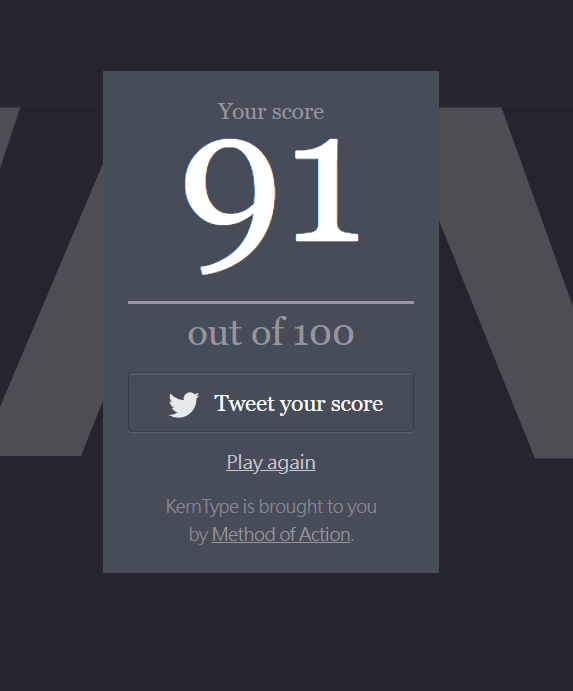 Your score
91
out of 100
Tweet your score
Play again
KernType is brought to you
by Method of Action.